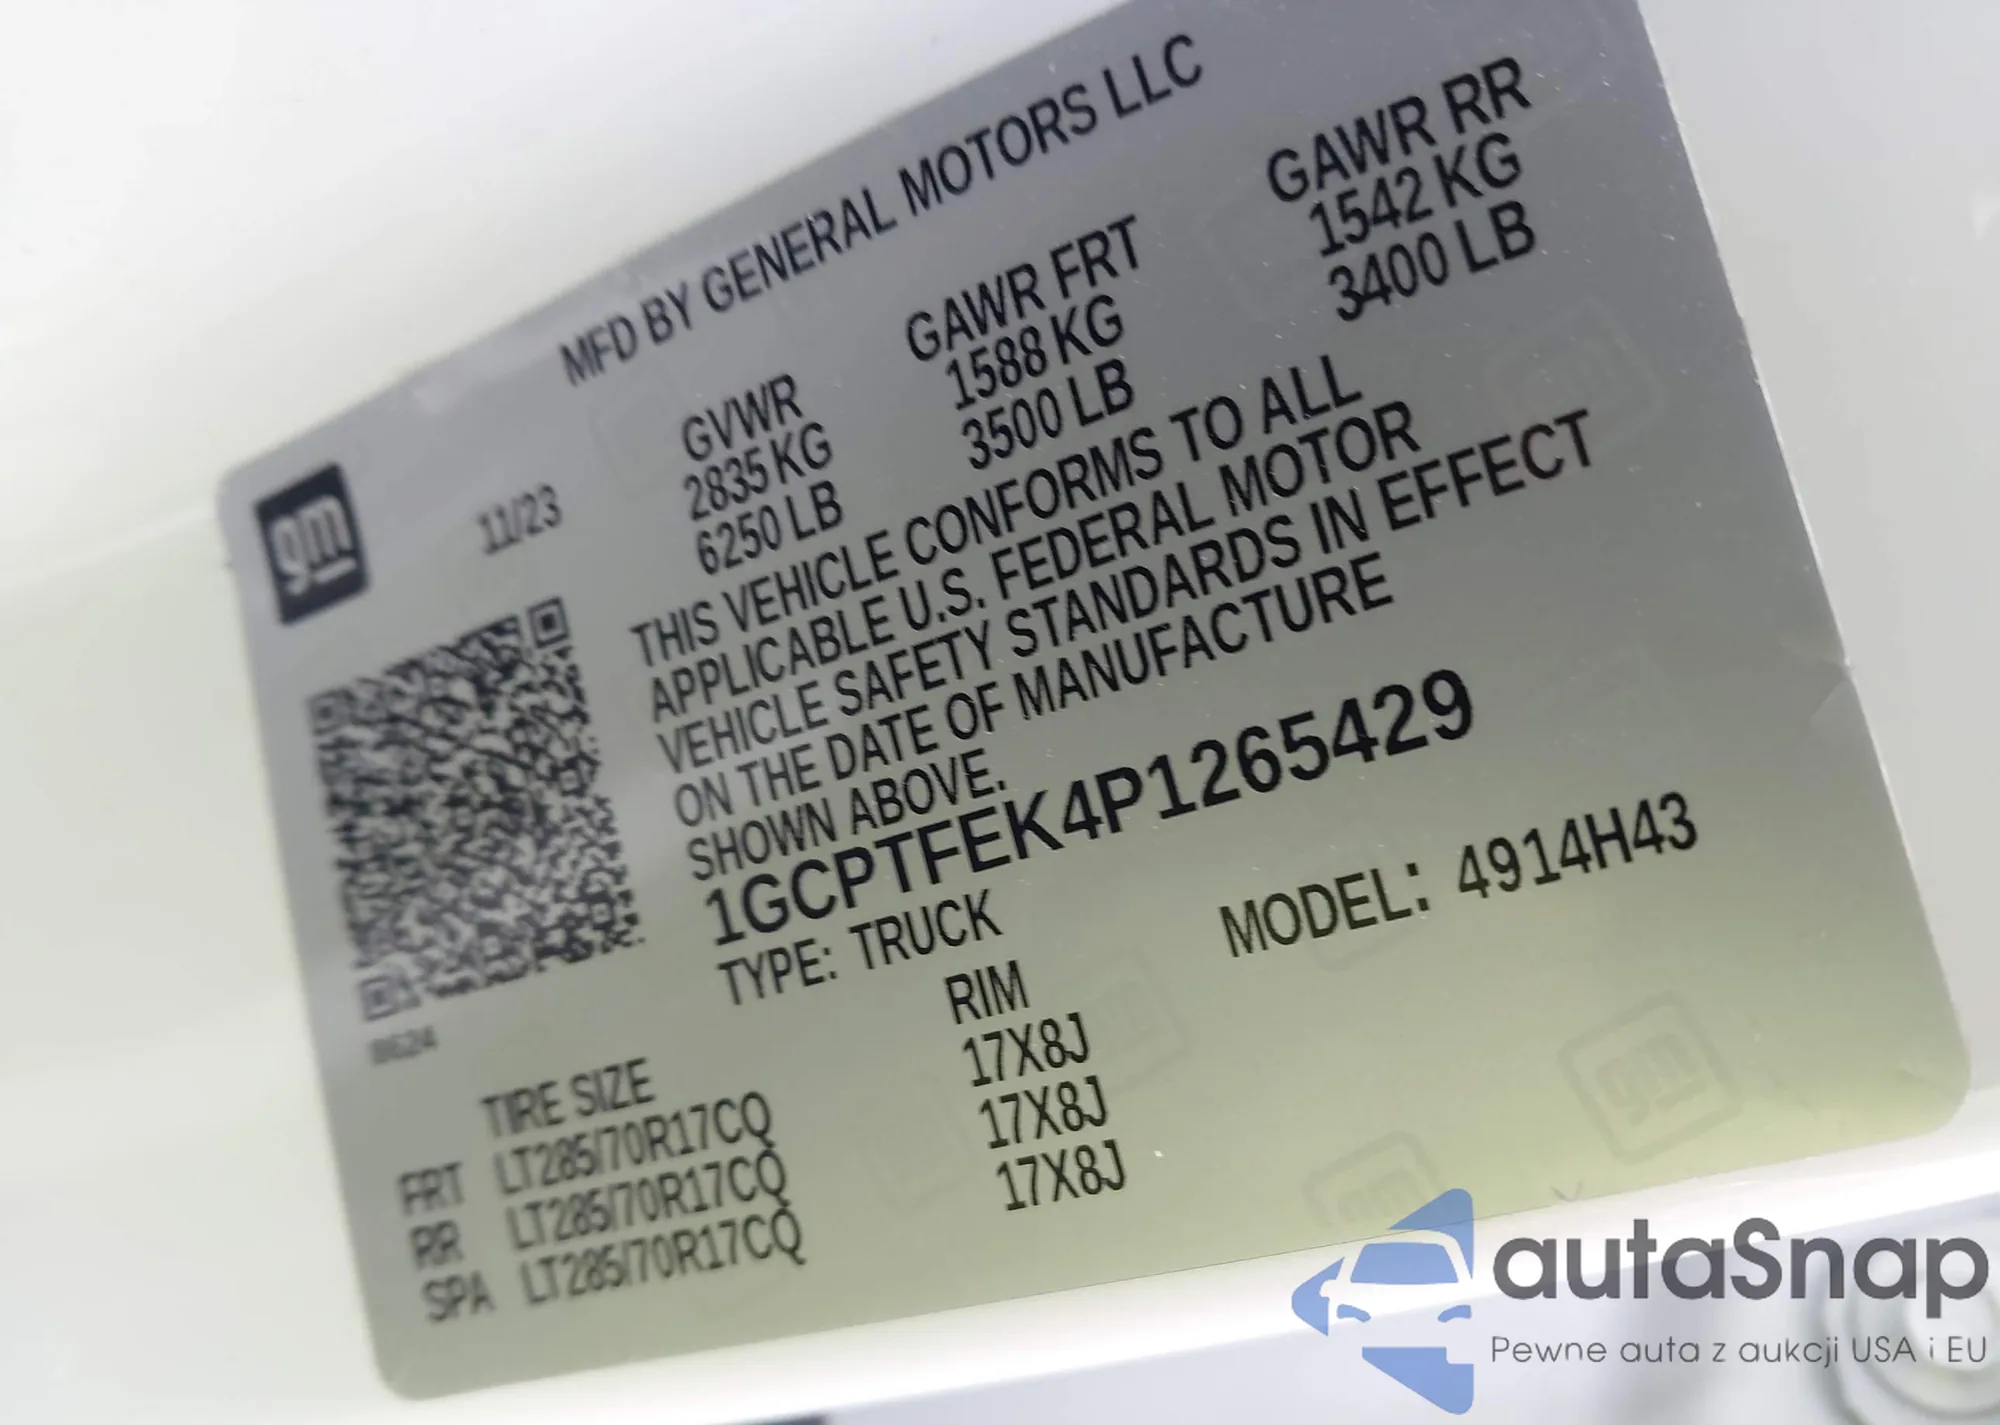 MFD BY GENERAL MOTORS LLC
gm
11/23
GVWR
2835 KG
6250 LB
GAWR FRT
1588 KG
3500 LB
GAWR RR
1542 KG
3400 LB
THIS VEHICLE CONFORMS TO ALL
APPLICABLE U.S. FEDERAL MOTOR
VEHICLE SAFETY STANDARDS IN EFFECT
ON THE DATE OF MANUFACTURE
SHOWN ABOVE.
1GCPTFEK4P1265429
TYPE: TRUCK
MODEL: 4914H43
TIRE SIZE
RIM
FRT LT285/70R17CQ 17X8J
RR LT285/70R17CQ 17X8J
SPA LT285/70R17CQ 17X8J
gm
autaSnap
Pewne auta z aukcji USA i EU